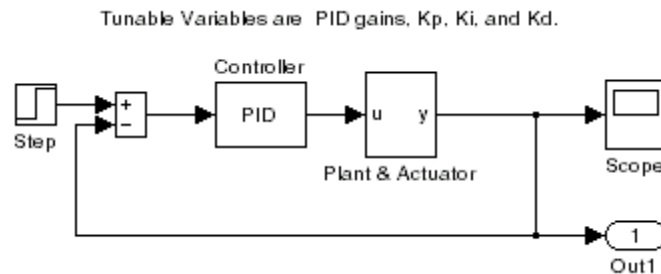 Tunable Variables are PID gains, Kp, Ki, and Kd.
Controller
+
−
PID
u y
Step
Plant & Actuator
Scope
1
Out1